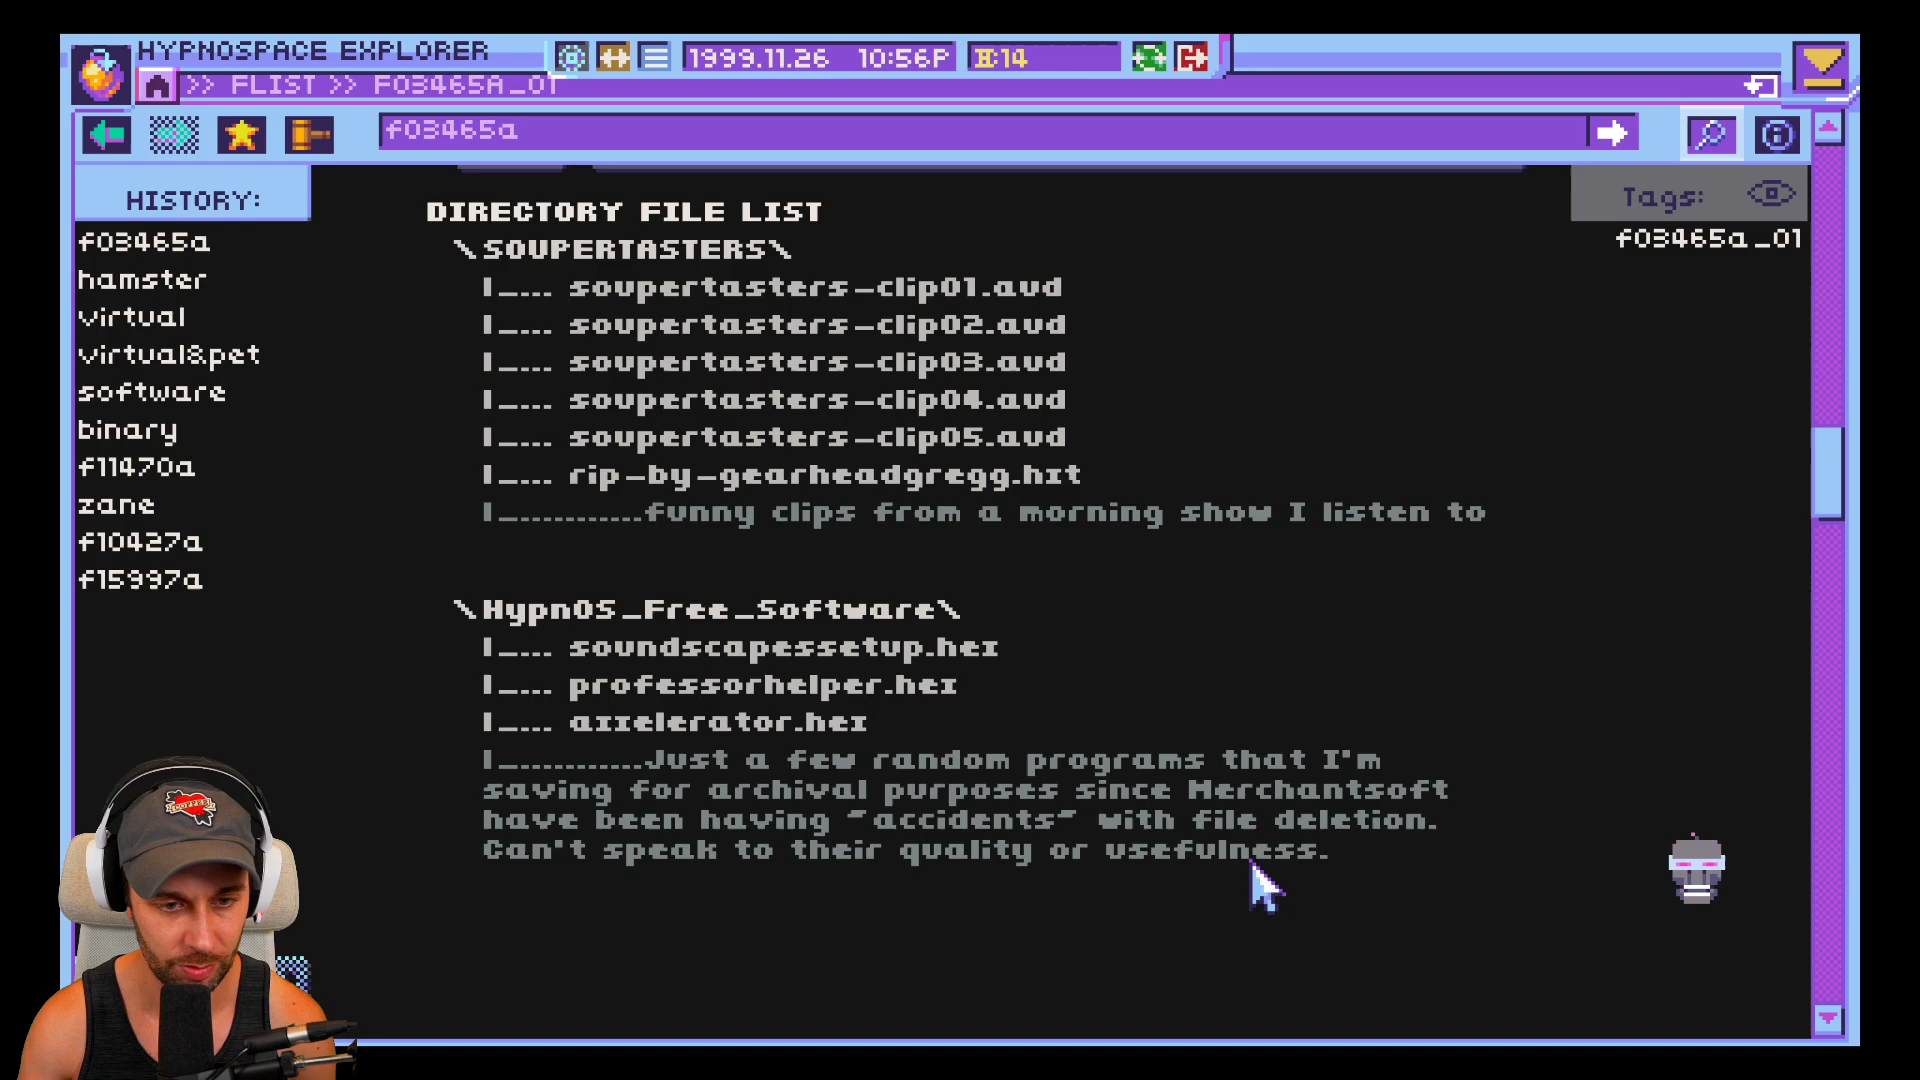 HYPNOSPACE EXPLORER
1999.11.26 10:56P
14
>> FLIST >> F03465A_01
f03465a
HISTORY:
f03465a
hamster
virtual
virtual&pet
software
binary
f11470a
zane
f10427a
f15997a
DIRECTORY FILE LIST
\SOUPERTASTERS\
|_.... soupertasters-clip01.aud
|_.... soupertasters-clip02.aud
|_.... soupertasters-clip03.aud
|_.... soupertasters-clip04.aud
|_.... soupertasters-clip05.aud
|_.... rip-by-gearheadgregg.hxt
|_............funny clips from a morning show I listen to
\HypnOS_Free_Software\
|_.... soundscapessetup.hex
|_.... professorhelper.hex
|_.... axxelerator.hex
|_............Just a few random programs that I'm
saving for archival purposes since Merchantsoft
have been having "accidents" with file deletion.
Can't speak to their quality or usefulness.
Tags:
f03465a_01